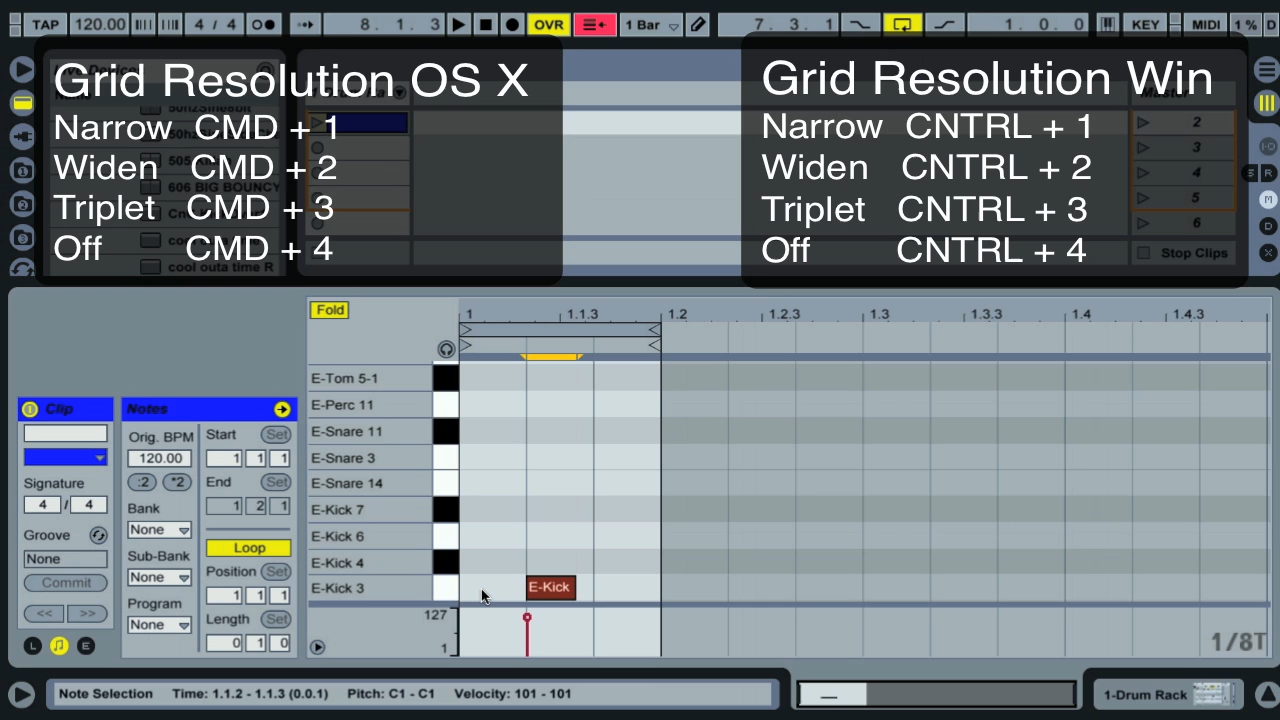 TAP 120.00 4 / 4 8. 1. 3 OVR 1 Bar 7. 3. 1 1. 0. 0 KEY MIDI 1 % D
Grid Resolution OS X
Narrow CMD + 1
Widen CMD + 2
Triplet CMD + 3
Off CMD + 4
Grid Resolution Win
Narrow CNTRL + 1
Widen CNTRL + 2
Triplet CNTRL + 3
Off CNTRL + 4
606 BIG BOUNCY
cool outa time R
Master
2
3
4
5
6
Stop Clips
S R
M
D
X
Fold
1 1.1.3 1.2 1.2.3 1.3 1.3.3 1.4 1.4.3
E-Tom 5-1
E-Perc 11
E-Snare 11
E-Snare 3
E-Snare 14
E-Kick 7
E-Kick 6
E-Kick 4
E-Kick 3
E-Kick
127
1
1/8T
Clip
Signature
4 / 4
Groove
None
Commit
<< >>
L E
Notes
Orig. BPM
120.00
:2 *2
Bank
None
Sub-Bank
None
Program
None
Start Set
1 1 1
End Set
1 2 1
Loop
Position Set
1 1 1
Length Set
0 1 0
Note Selection Time: 1.1.2 - 1.1.3 (0.0.1) Pitch: C1 - C1 Velocity: 101 - 101
1-Drum Rack